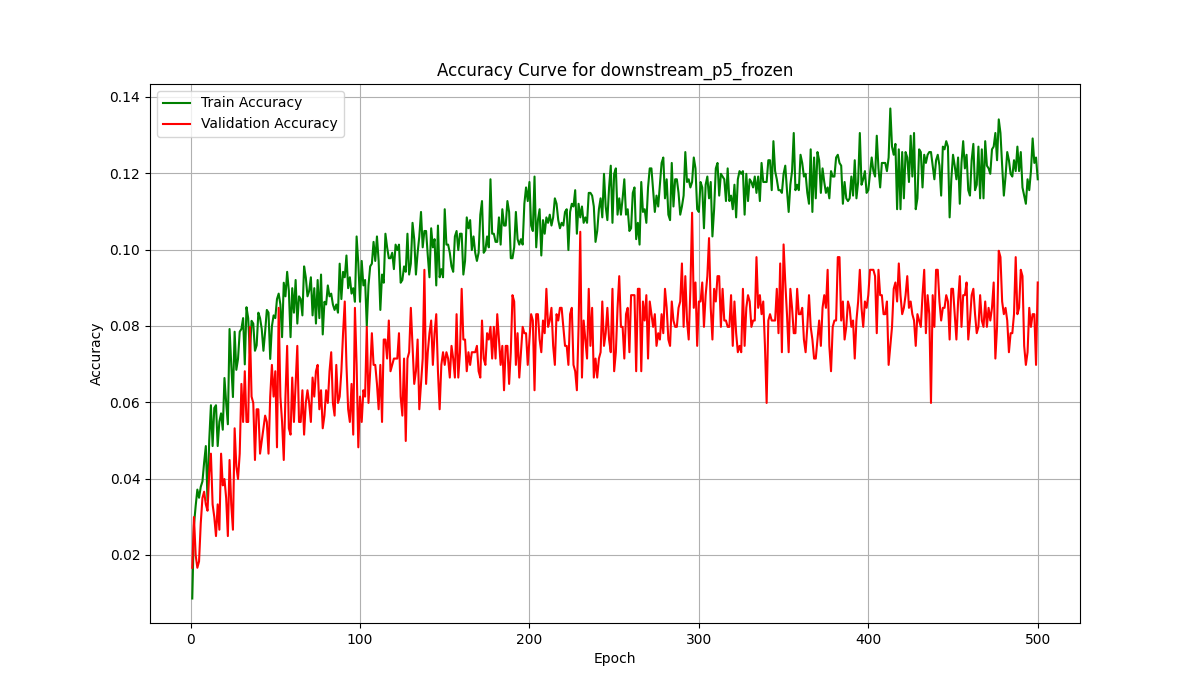 Accuracy Curve for downstream_p5_frozen
Train Accuracy
Validation Accuracy
0.14
0.12
0.10
0.08
0.06
0.04
0.02
Accuracy
0
100
200
300
400
500
Epoch